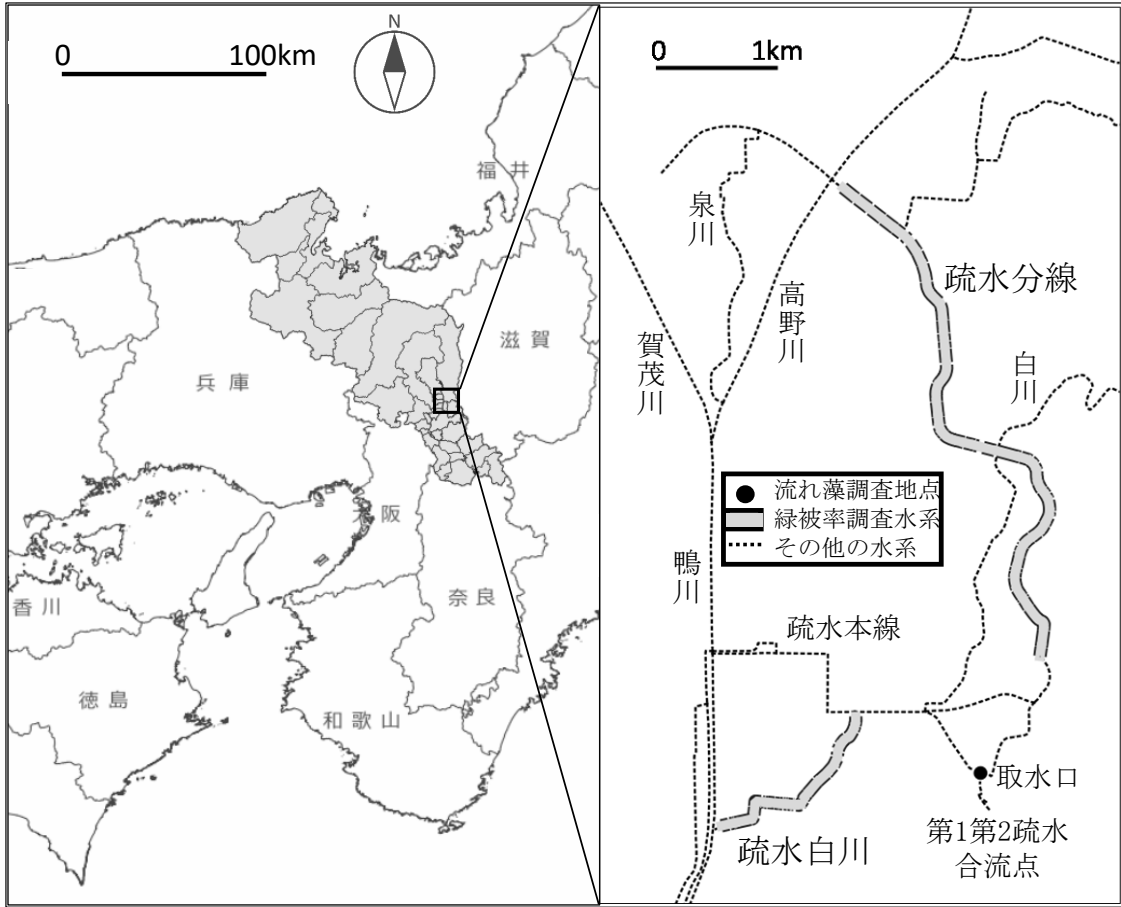 0
100km
N
福井
滋賀
兵庫
大阪
奈良
香川
徳島
和歌山
0
1km
泉川
高野川
賀茂川
疏水分線
白川
流れ藻調査地点
緑被率調査水系
その他の水系
鴨川
疏水本線
取水口
疏水白川
第1第2疏水
合流点